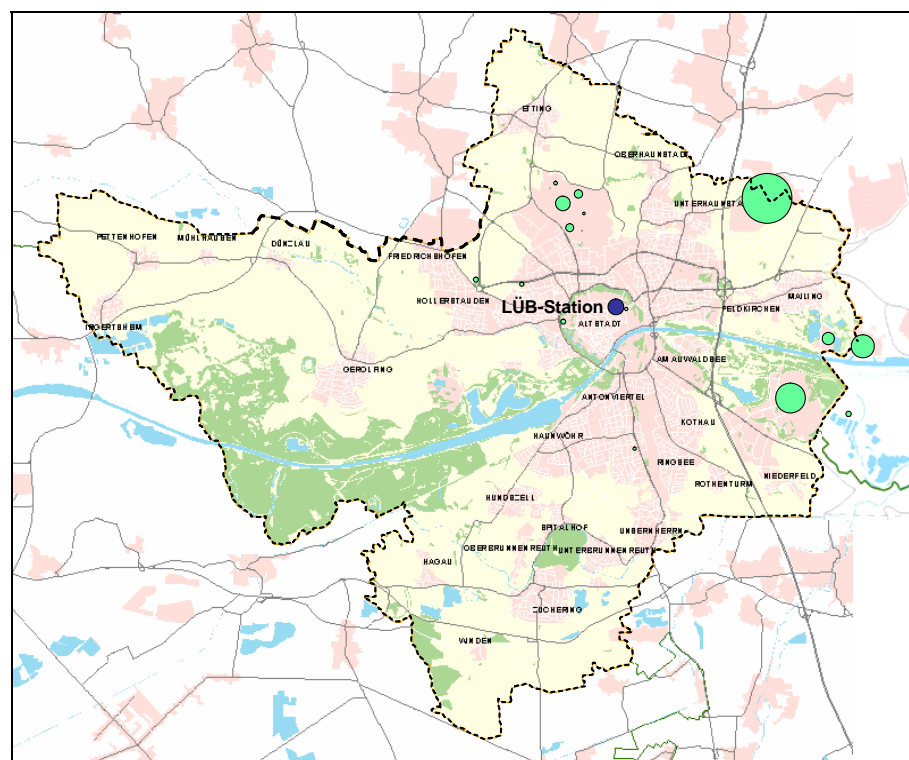 ETTING
OBERHAUNSTADT
UNTERHAUNSTA
PETTENHOFEN
MÜHLHAUSEN
DÜNZLAU
FRIEDRICHSHOFEN
HOLLERSTAUDEN
MAILING
FELDKIRCHEN
LÜB-Station
ALTSTADT
IRGERTSHEIM
GEROLFING
AM AUWALDSEE
ANTONVIERTEL
KOTHAU
HAUNWÖHR
RINGSEE
NIEDERFELD
ROTHENTURM
HUNDSZELL
SPITALHOF
UNSERNHERRN
OBERBRUNNENREUTH
UNTERBRUNNENREUTH
HAGAU
ZUCHERING
WINDEN